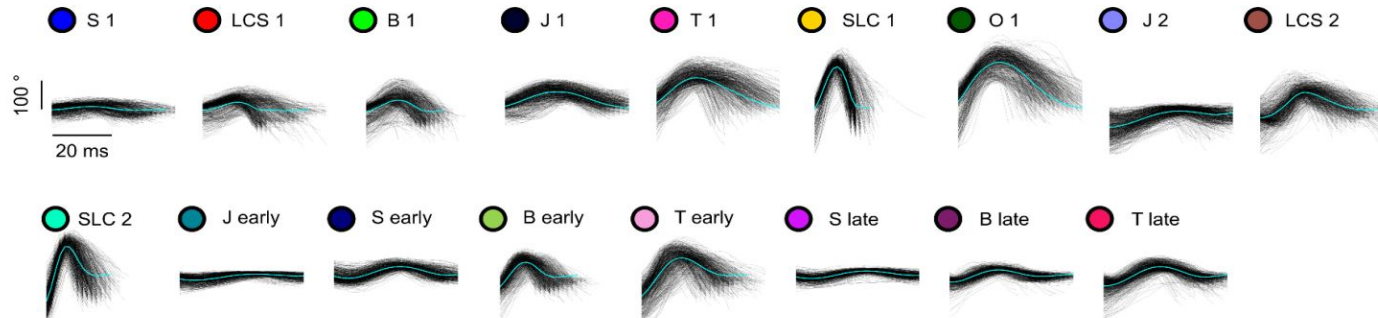 S 1 LCS 1 B 1 J 1 T 1 SLC 1 O 1 J 2 LCS 2
100°
20 ms
SLC 2 J early S early B early T early S late B late T late